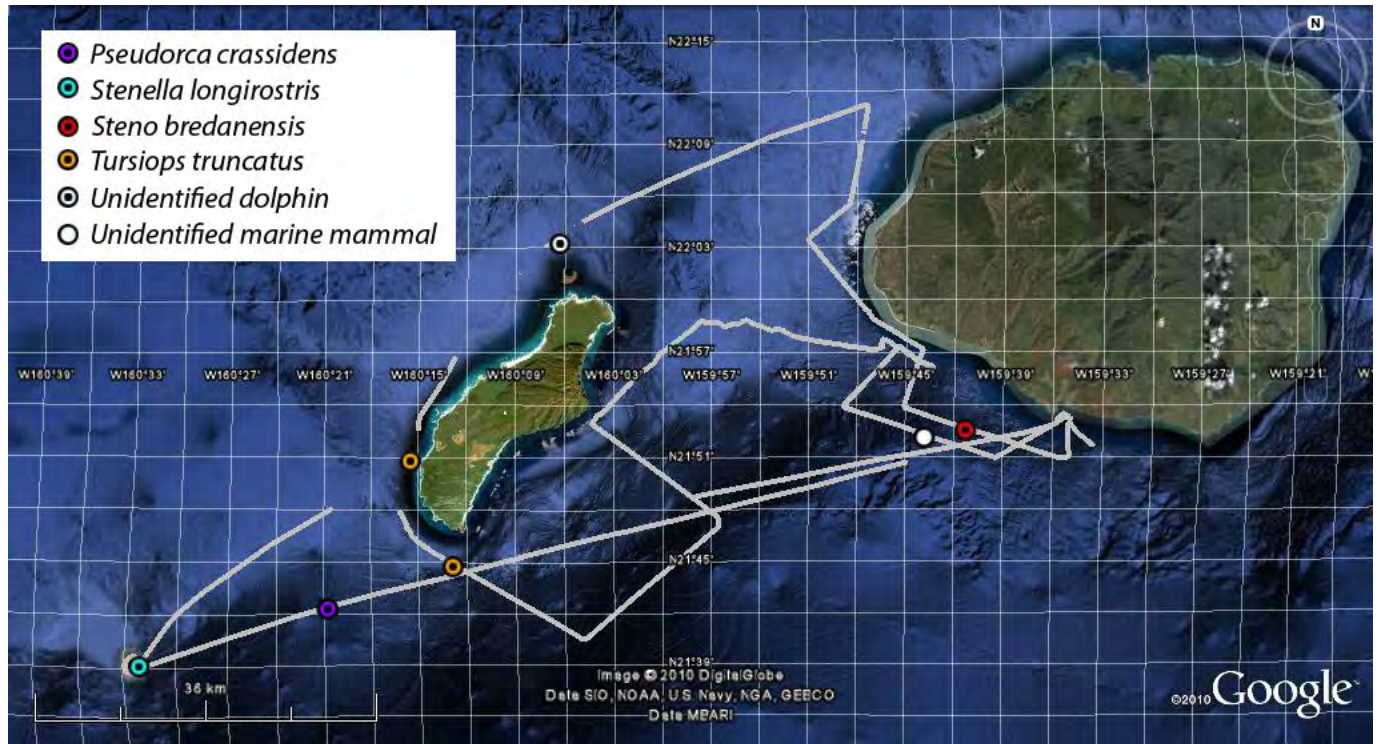 Pseudorca crassidens
Stenella longirostris
Steno bredanensis
Tursiops truncatus
Unidentified dolphin
Unidentified marine mammal
N
N22°15'
N22°09'
N22°03'
N21°57'
W160°39' W160°33' W160°27' W160°21' W160°15' W160°09' W160°03' W159°57' W159°51' W159°45' W159°39' W159°33' W159°27' W159°21'
N21°51'
N21°45'
N21°39'
36 km
Image © 2010 DigitalGlobe
Data SIO, NOAA, U.S. Navy, NGA, GEBCO
Data MBARI
©2010 Google™